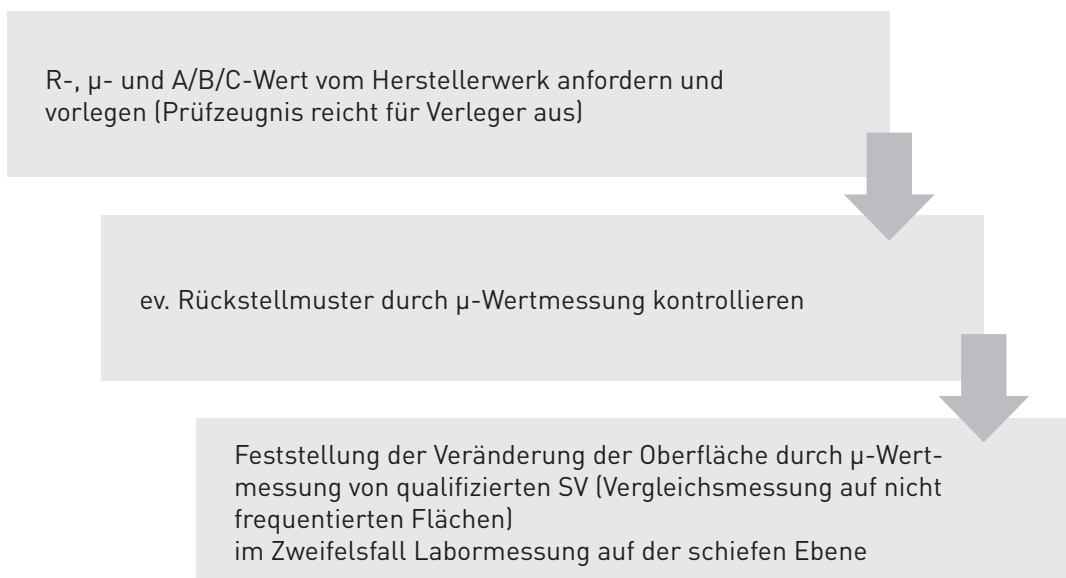 R-, µ- und A/B/C-Wert vom Herstellerwerk anfordern und
vorlegen (Prüfzeugnis reicht für Verleger aus)
ev. Rückstellmuster durch µ-Wertmessung kontrollieren
Feststellung der Veränderung der Oberfläche durch µ-Wert-
messung von qualifizierten SV (Vergleichsmessung auf nicht
frequentierten Flächen)
im Zweifelsfall Labormessung auf der schiefen Ebene